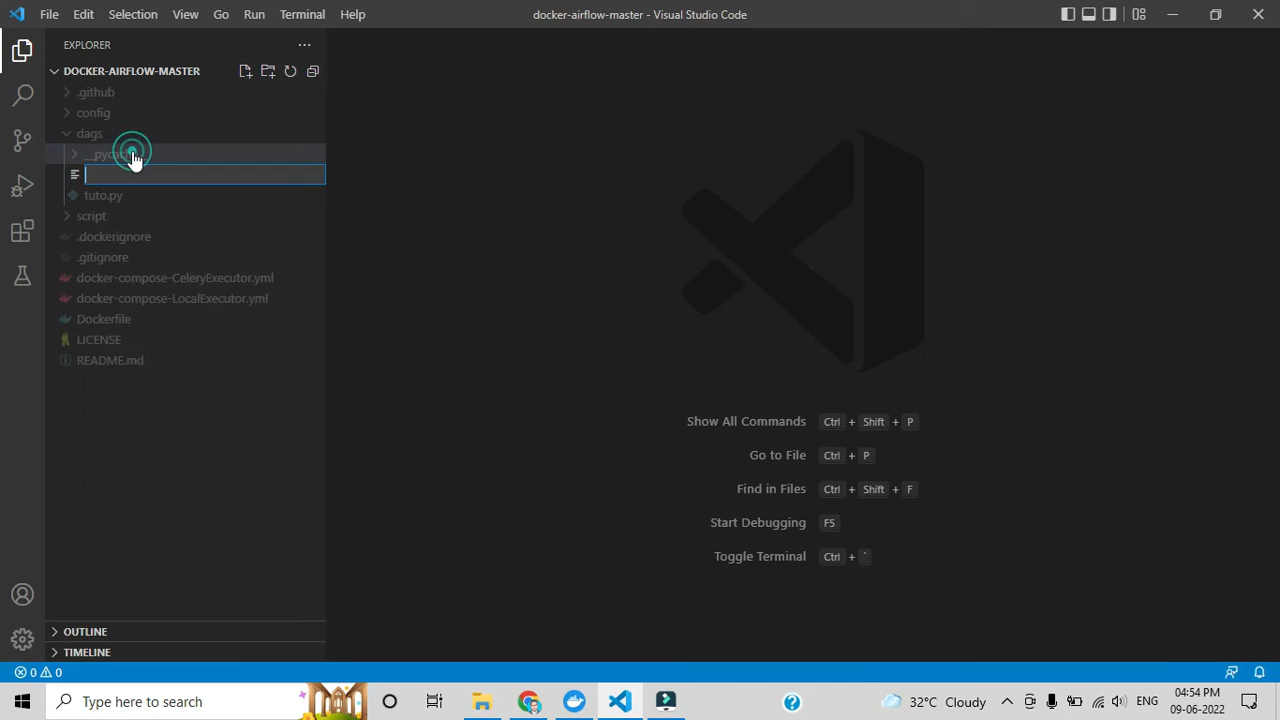 File Edit Selection View Go Run Terminal Help
docker-airflow-master - Visual Studio Code
EXPLORER
DOCKER-AIRFLOW-MASTER
.github
config
dags
tuto.py
script
.dockerignore
.gitignore
docker-compose-CeleryExecutor.yml
docker-compose-LocalExecutor.yml
Dockerfile
LICENSE
README.md
Show All Commands Ctrl + Shift + P
Go to File Ctrl + P
Find in Files Ctrl + Shift + F
Start Debugging F5
Toggle Terminal Ctrl + `
OUTLINE
TIMELINE
0 0
Type here to search
32°C Cloudy
ENG
04:54 PM
09-06-2022